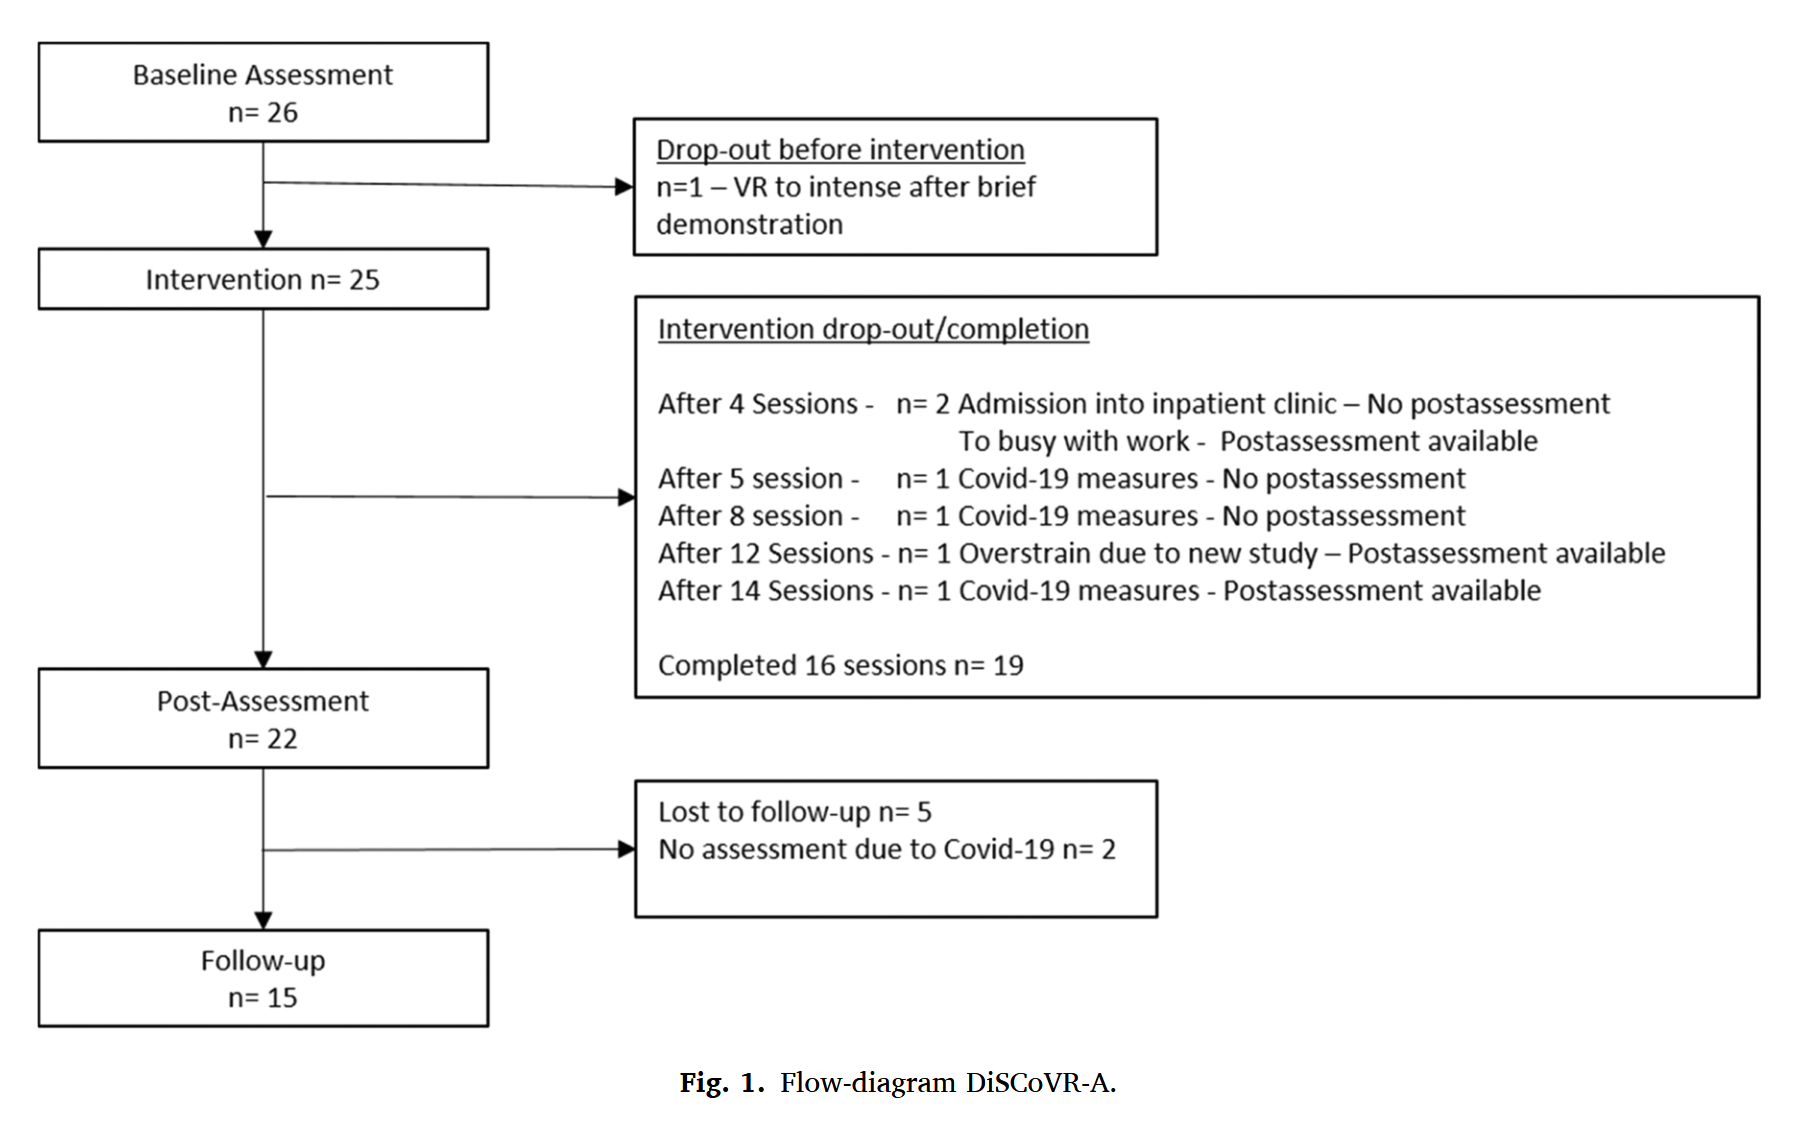 Baseline Assessment
n= 26
Drop-out before intervention
n=1 – VR to intense after brief
demonstration
Intervention n= 25
Intervention drop-out/completion
After 4 Sessions - n= 2 Admission into inpatient clinic – No postassessment
To busy with work - Postassessment available
After 5 session - n= 1 Covid-19 measures - No postassessment
After 8 session - n= 1 Covid-19 measures - No postassessment
After 12 Sessions - n= 1 Overstrain due to new study – Postassessment available
After 14 Sessions - n= 1 Covid-19 measures - Postassessment available
Completed 16 sessions n= 19
Post-Assessment
n= 22
Lost to follow-up n= 5
No assessment due to Covid-19 n= 2
Follow-up
n= 15
Fig. 1. Flow-diagram DiSCoVR-A.